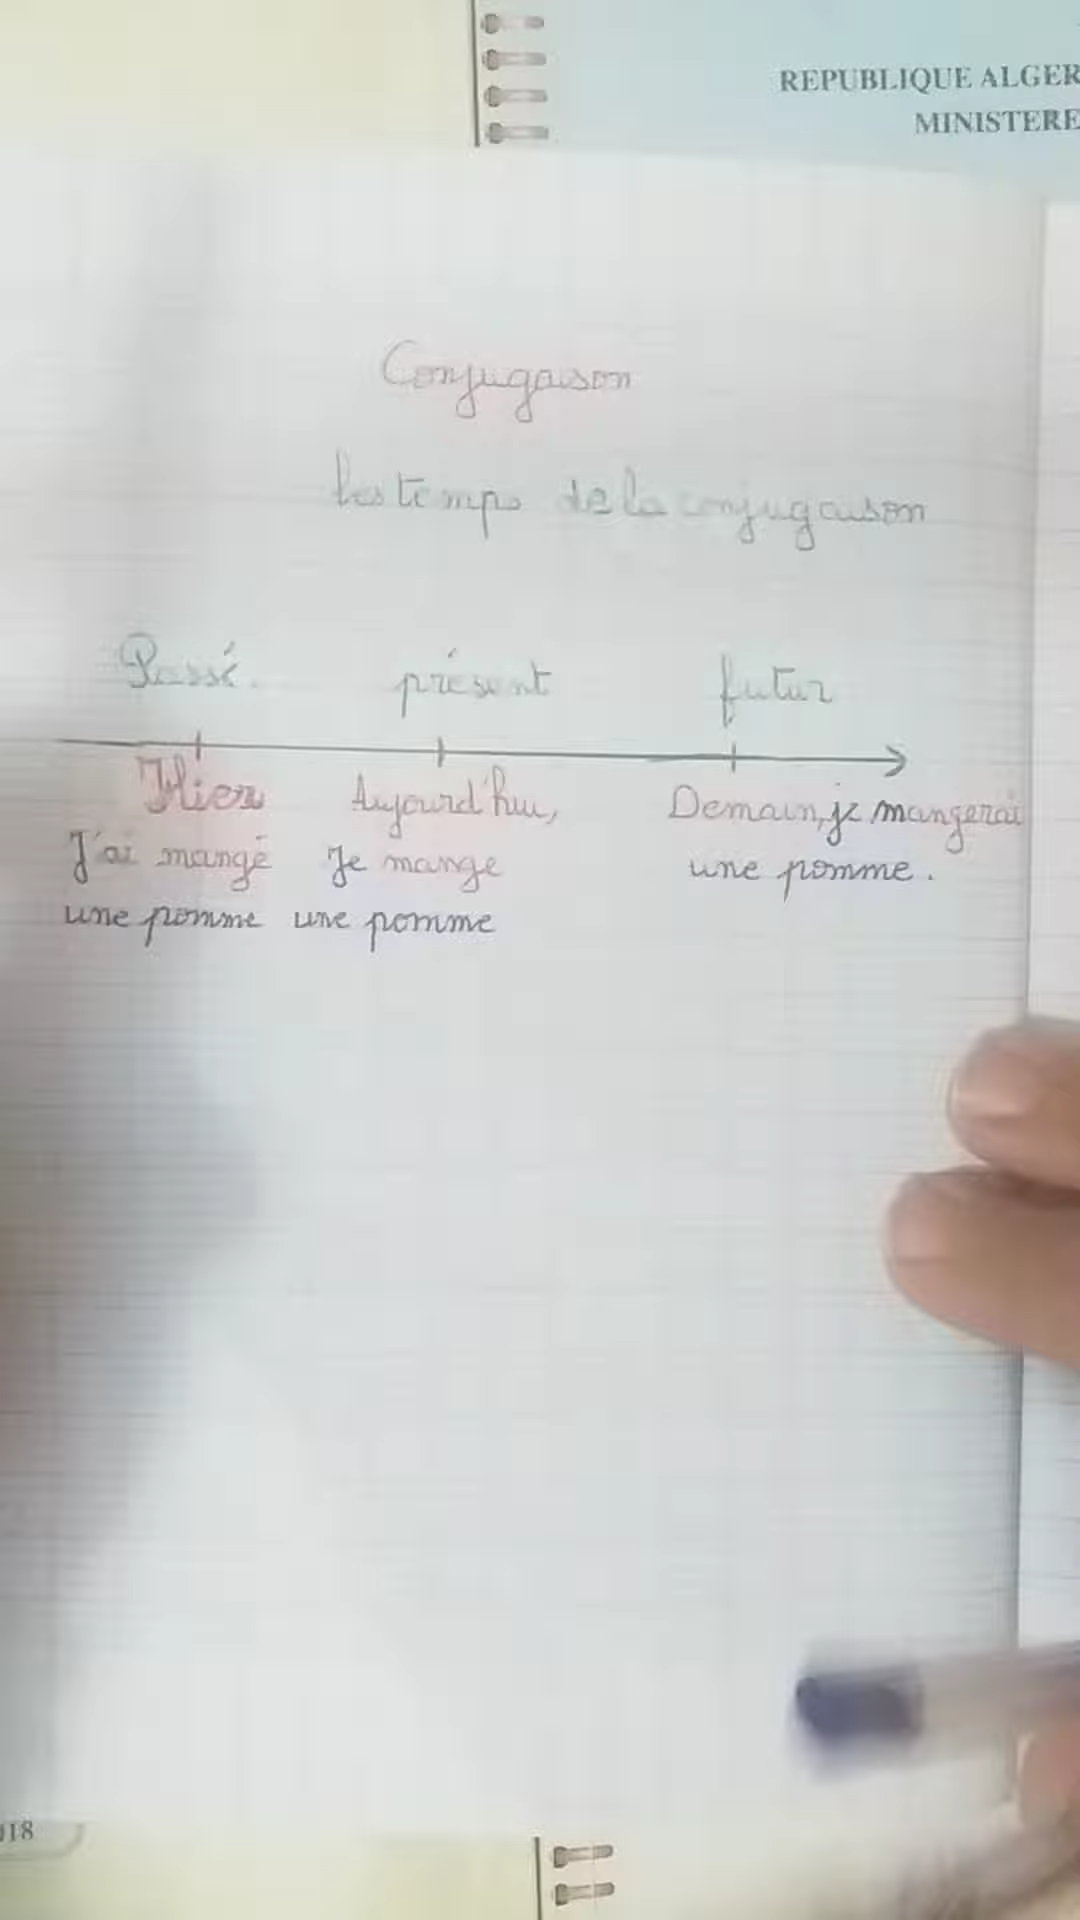 REPUBLIQUE ALGER
MINISTERE
Conjugaison
Les temps de la conjugaison
Passé. présent futur
Hier Aujourd'hui, Demain, je mangerai
J'ai mangé Je mange une pomme.
une pomme une pomme
018